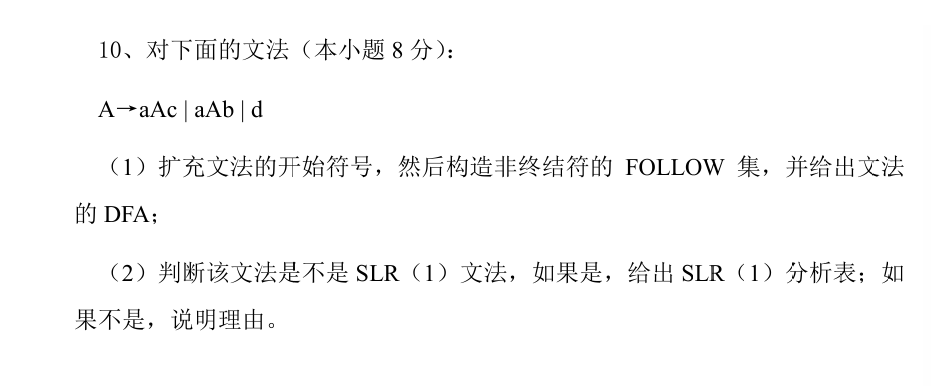 10、对下面的文法（本小题 8 分）：
A→aAc | aAb | d
（1）扩充文法的开始符号，然后构造非终结符的 FOLLOW 集，并给出文法
的 DFA；
（2）判断该文法是不是 SLR（1）文法，如果是，给出 SLR（1）分析表；如
果不是，说明理由。